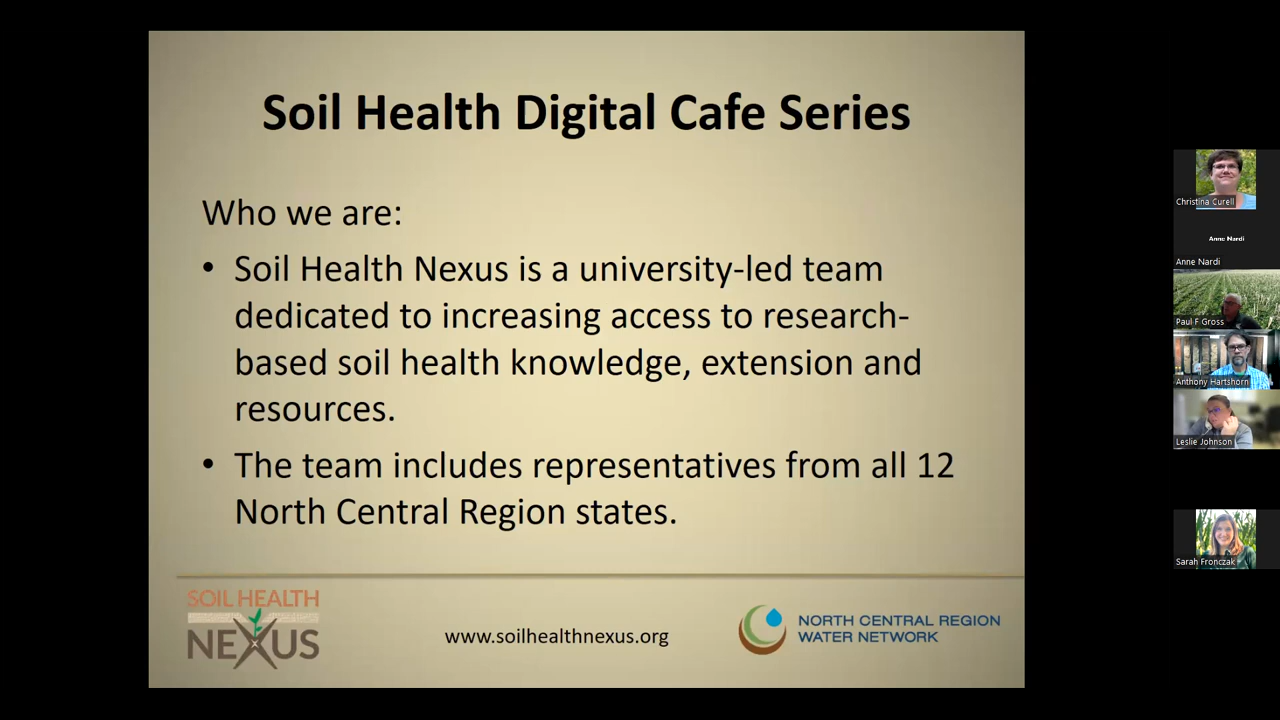 Soil Health Digital Cafe Series
Who we are:
• Soil Health Nexus is a university-led team
dedicated to increasing access to research-
based soil health knowledge, extension and
resources.
• The team includes representatives from all 12
North Central Region states.
SOIL HEALTH
NEXUS
www.soilhealthnexus.org
NORTH CENTRAL REGION
WATER NETWORK
Christina Curell
Anne Nardi
Anne Nardi
Paul F Gross
Anthony Hartshorn
Leslie Johnson
Sarah Fronczak